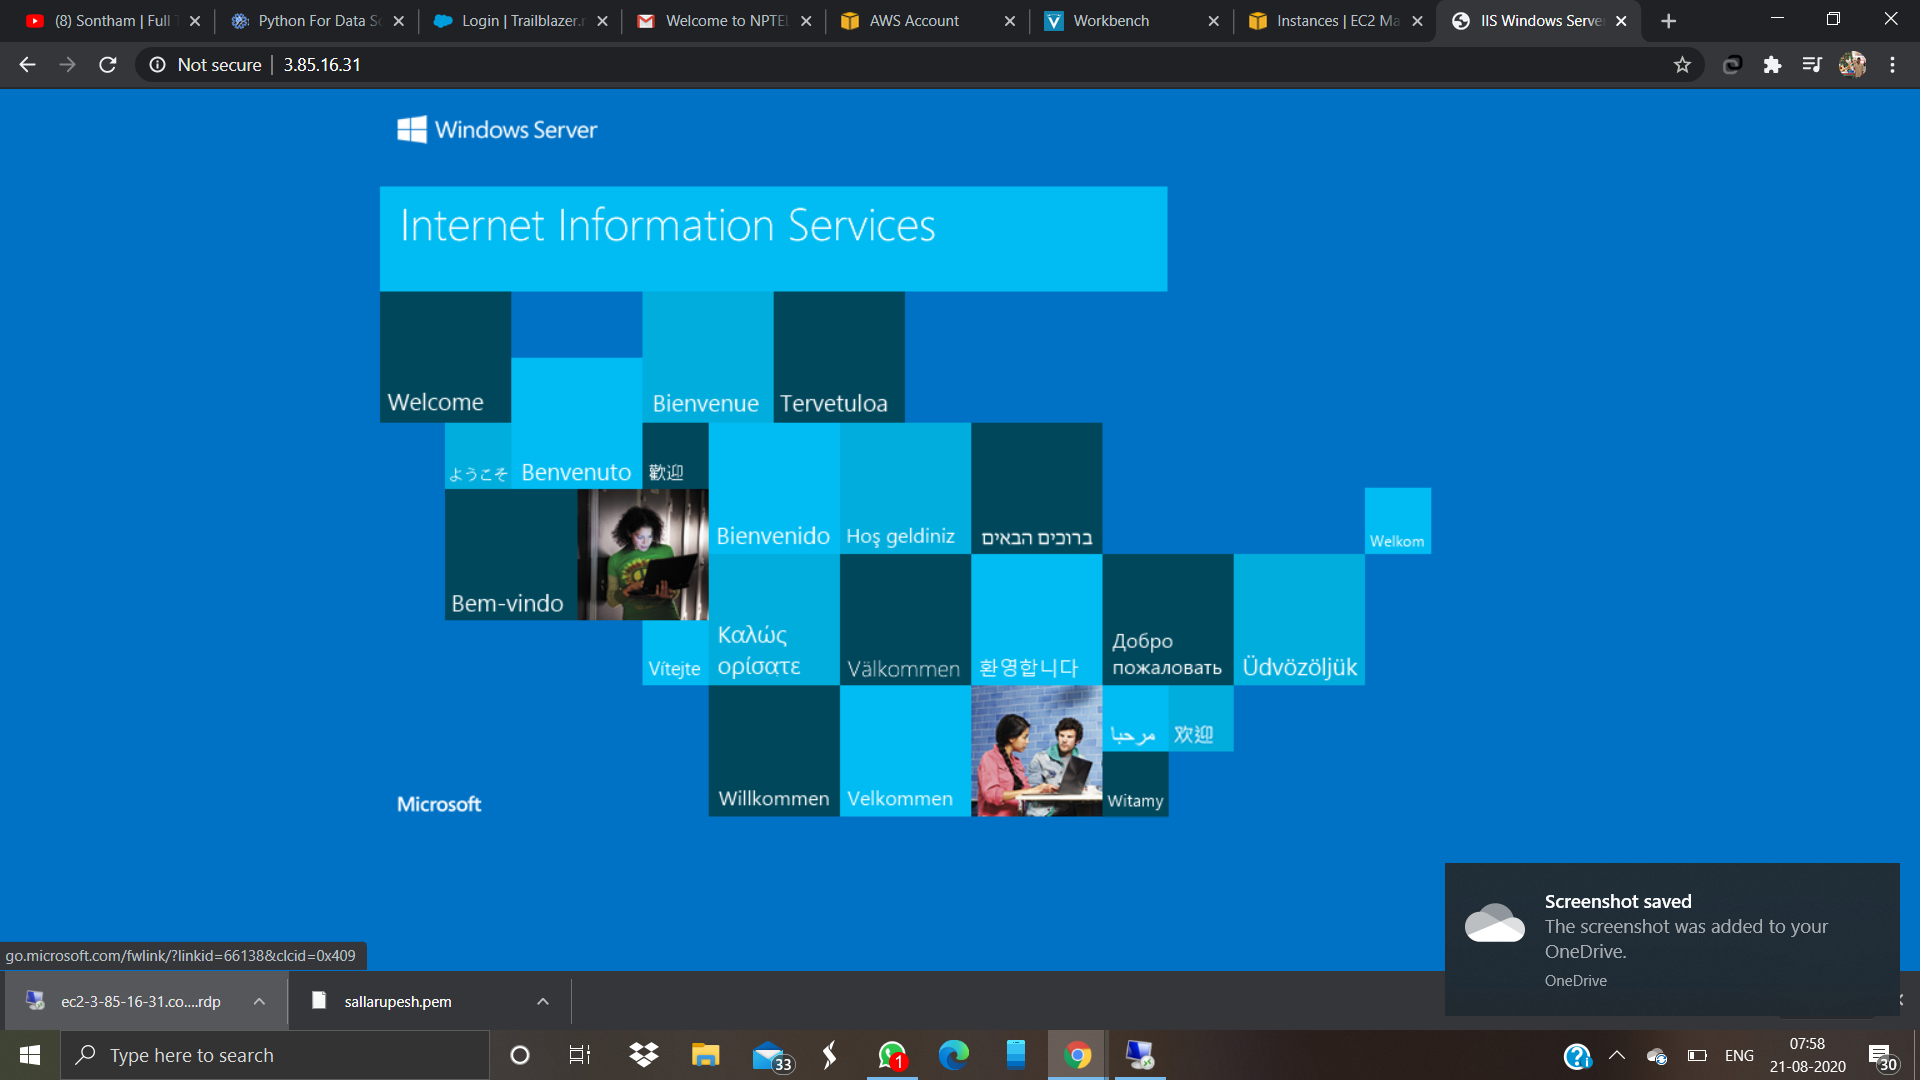 (8) Sontham | Full
Python For Data Sc
Login | Trailblazer.
Welcome to NPTEL
AWS Account
Workbench
Instances | EC2 Ma
IIS Windows Serve
Not secure
3.85.16.31
Windows Server
Internet Information Services
Welcome
Bienvenue
Tervetuloa
ようこそ
Benvenuto
歡迎
Bienvenido
Hoş geldiniz
ברוכים הבאים
Welkom
Bem-vindo
Vítejte
Καλώς
ορίσατε
Välkommen
환영합니다
Добро
пожаловать
Üdvözöljük
Willkommen
Velkommen
مرحبا
欢迎
Witamy
Microsoft
Screenshot saved
The screenshot was added to your
OneDrive.
OneDrive
go.microsoft.com/fwlink/?linkid=66138&clcid=0x409
ec2-3-85-16-31.co....rdp
sallarupesh.pem
Type here to search
33
1
ENG
07:58
21-08-2020
30